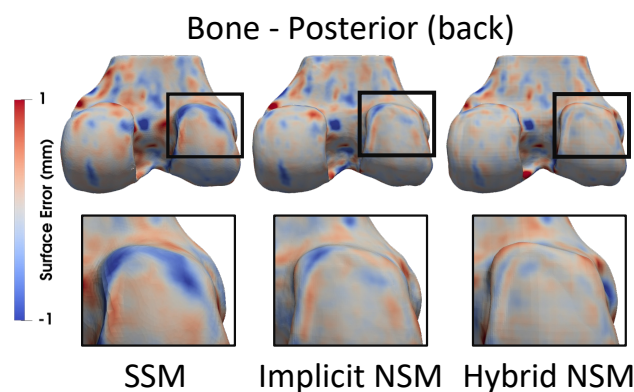 Bone - Posterior (back)
1
Surface Error (mm)
-1
SSM
Implicit NSM
Hybrid NSM